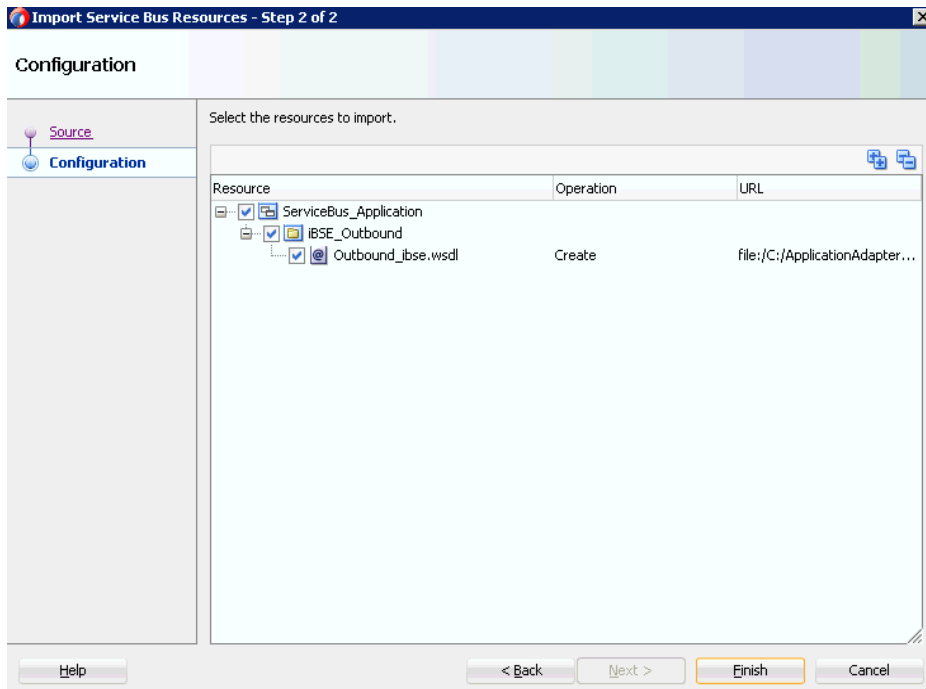 Import Service Bus Resources - Step 2 of 2
Configuration
Source
Configuration
Select the resources to import.
Resource Operation URL
ServiceBus_Application
iBSE_Outbound
Outbound_ibse.wsdl Create file:/C:/ApplicationAdapter...
Help < Back Next > Finish Cancel